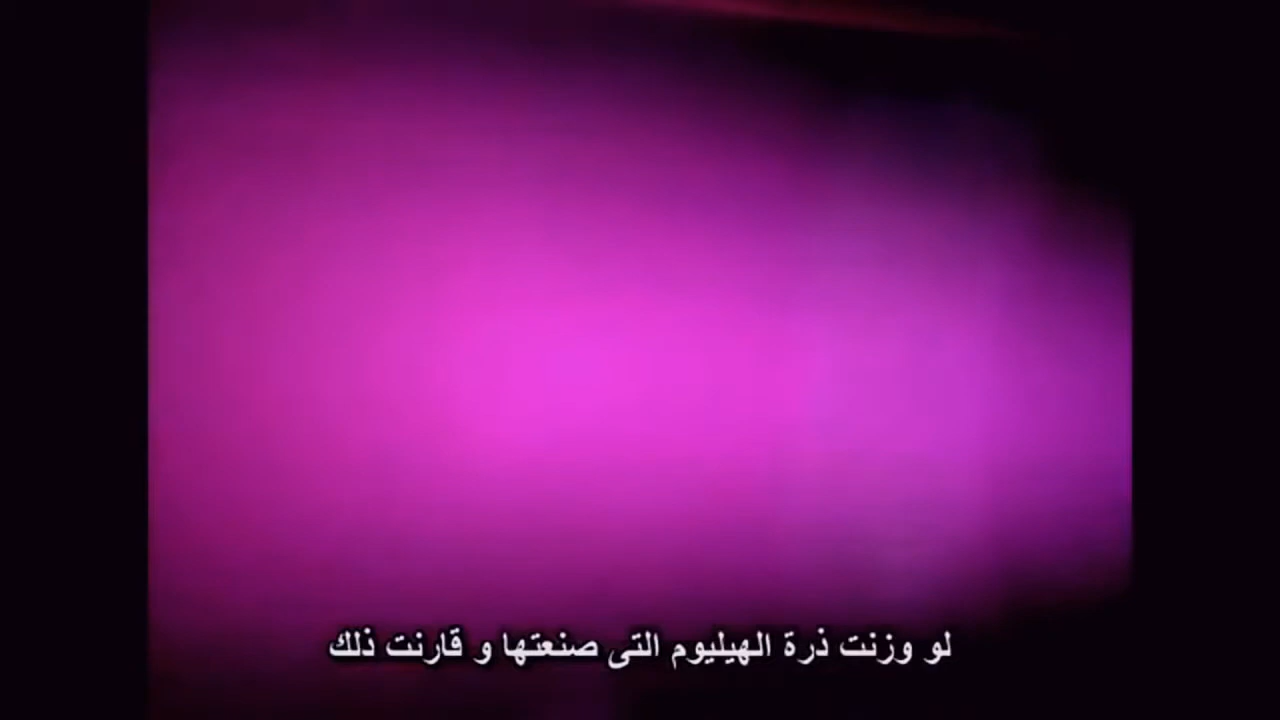 لو وزنت ذرة الهيليوم التى صنعتها و قارنت ذلك